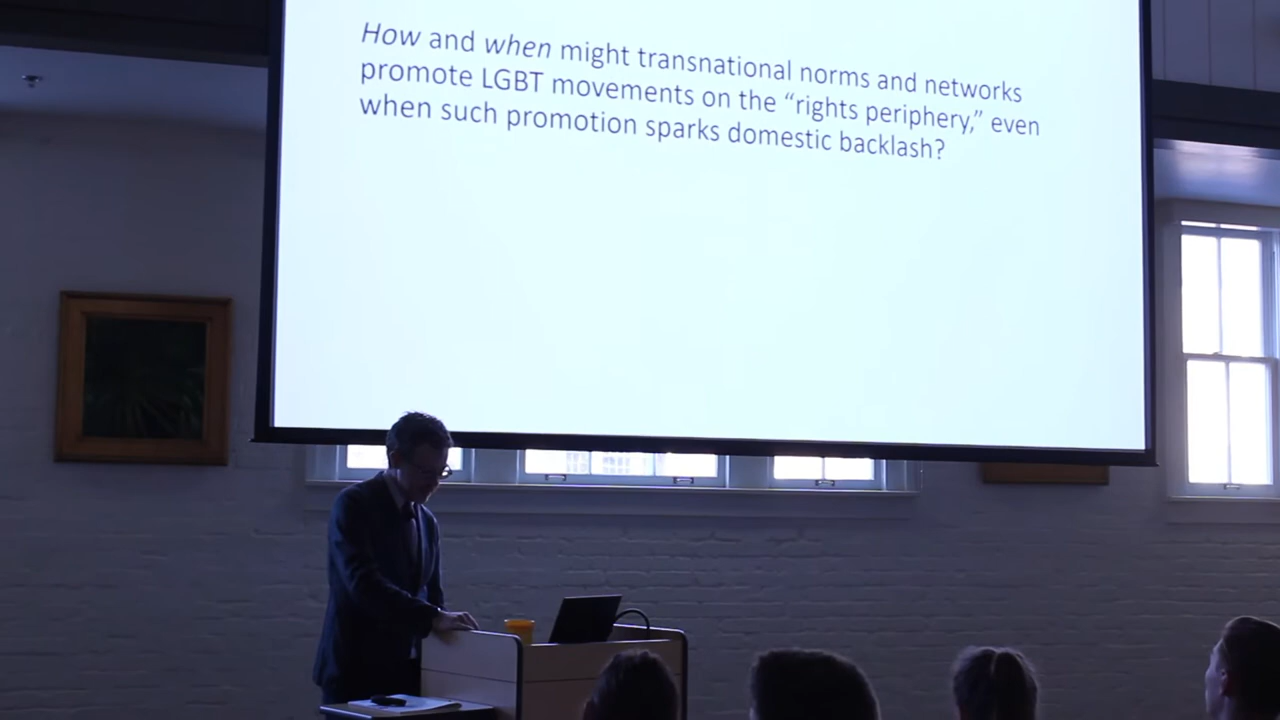 How and when might transnational norms and networks
promote LGBT movements on the “rights periphery,” even
when such promotion sparks domestic backlash?